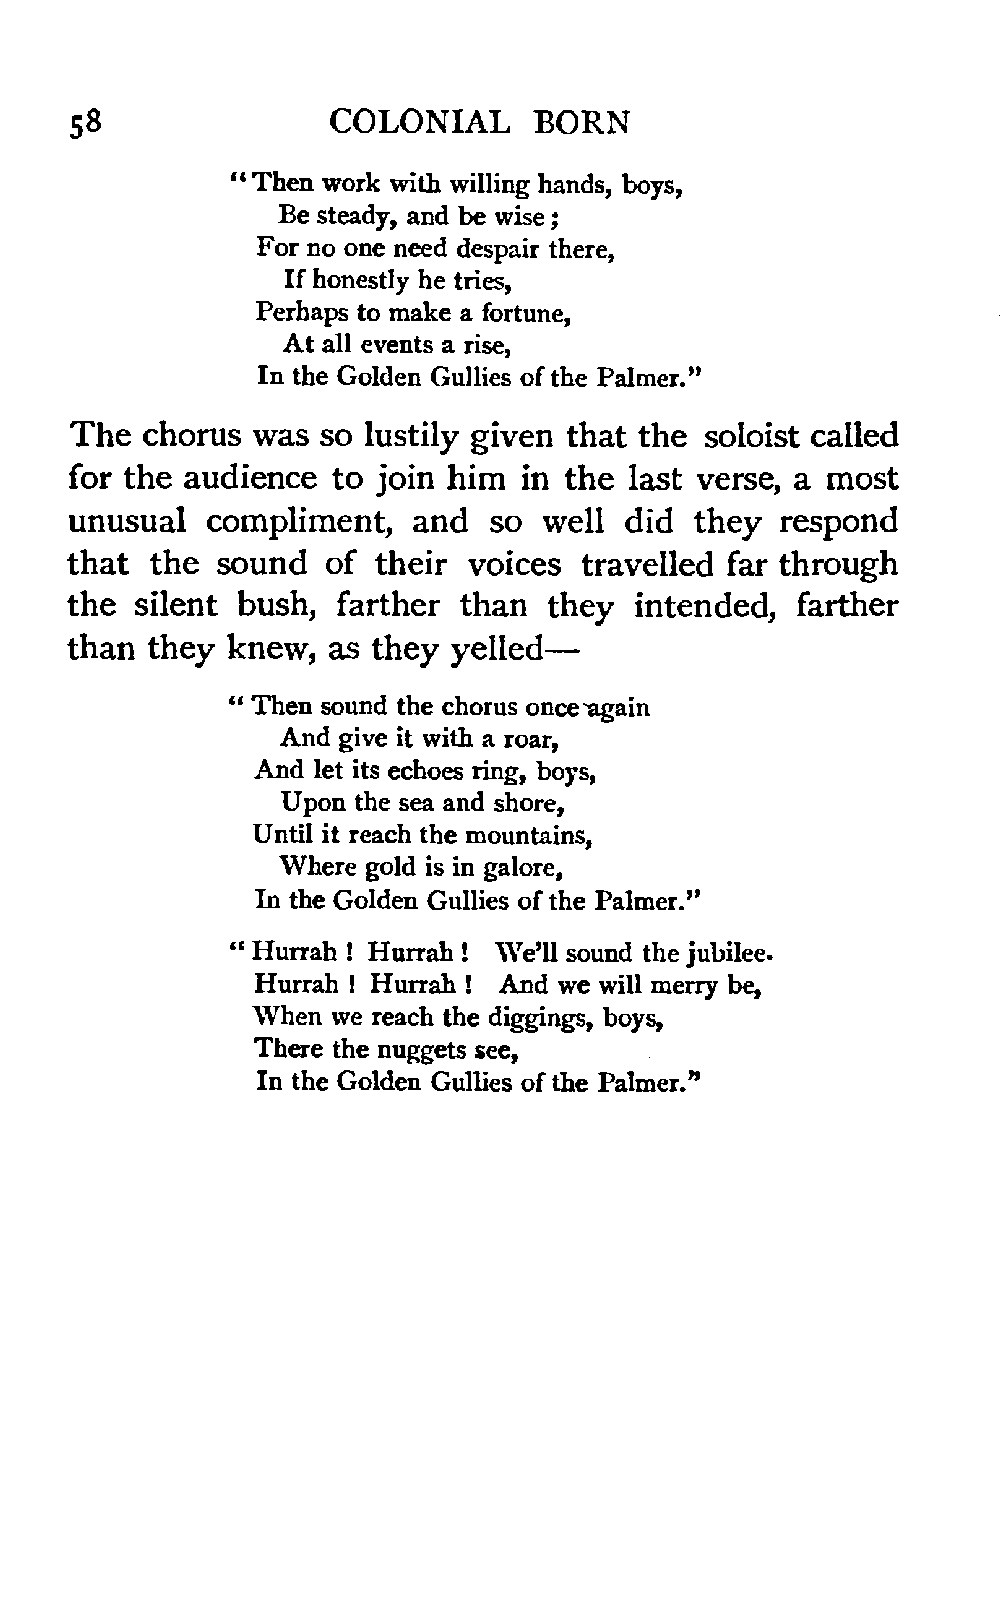 58 COLONIAL BORN
“Then work with willing hands, boys,
Be steady, and be wise;
For no one need despair there,
If honestly he tries,
Perhaps to make a fortune,
At all events a rise,
In the Golden Gullies of the Palmer.”
The chorus was so lustily given that the soloist called
for the audience to join him in the last verse, a most
unusual compliment, and so well did they respond
that the sound of their voices travelled far through
the silent bush, farther than they intended, farther
than they knew, as they yelled—
“Then sound the chorus once again
And give it with a roar,
And let its echoes ring, boys,
Upon the sea and shore,
Until it reach the mountains,
Where gold is in galore,
In the Golden Gullies of the Palmer.”
“Hurrah! Hurrah! We’ll sound the jubilee.
Hurrah! Hurrah! And we will merry be,
When we reach the diggings, boys,
There the nuggets see,
In the Golden Gullies of the Palmer.”